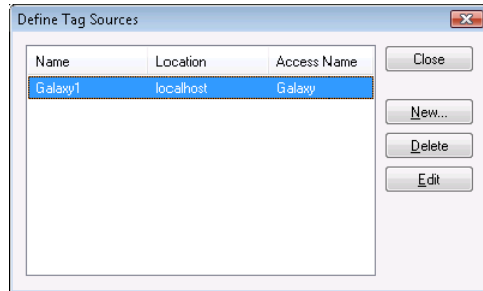 Define Tag Sources
Name Location Access Name
Galaxy1 localhost Galaxy
Close
New...
Delete
Edit